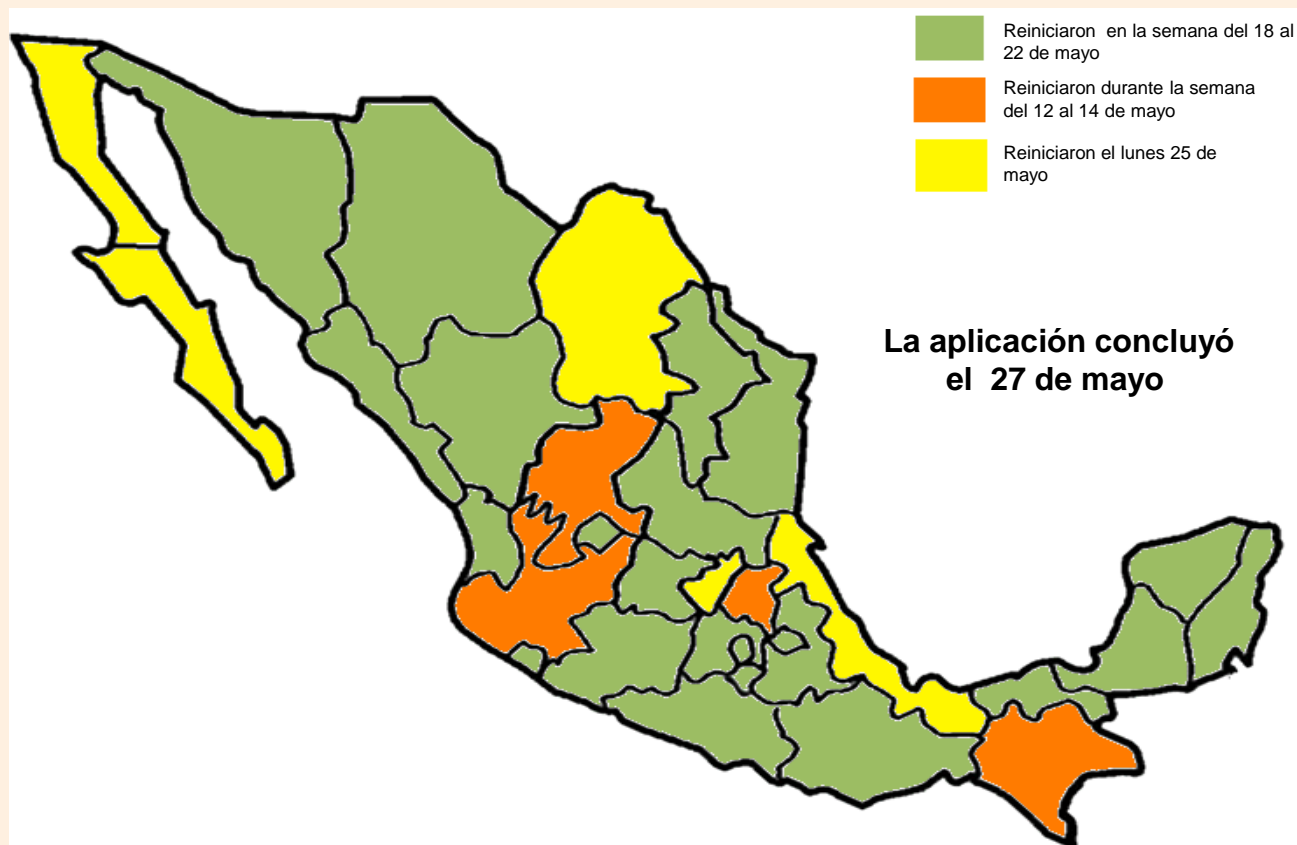 Reiniciaron en la semana del 18 al
22 de mayo
Reiniciaron durante la semana
del 12 al 14 de mayo
Reiniciaron el lunes 25 de
mayo
La aplicación concluyó
el 27 de mayo